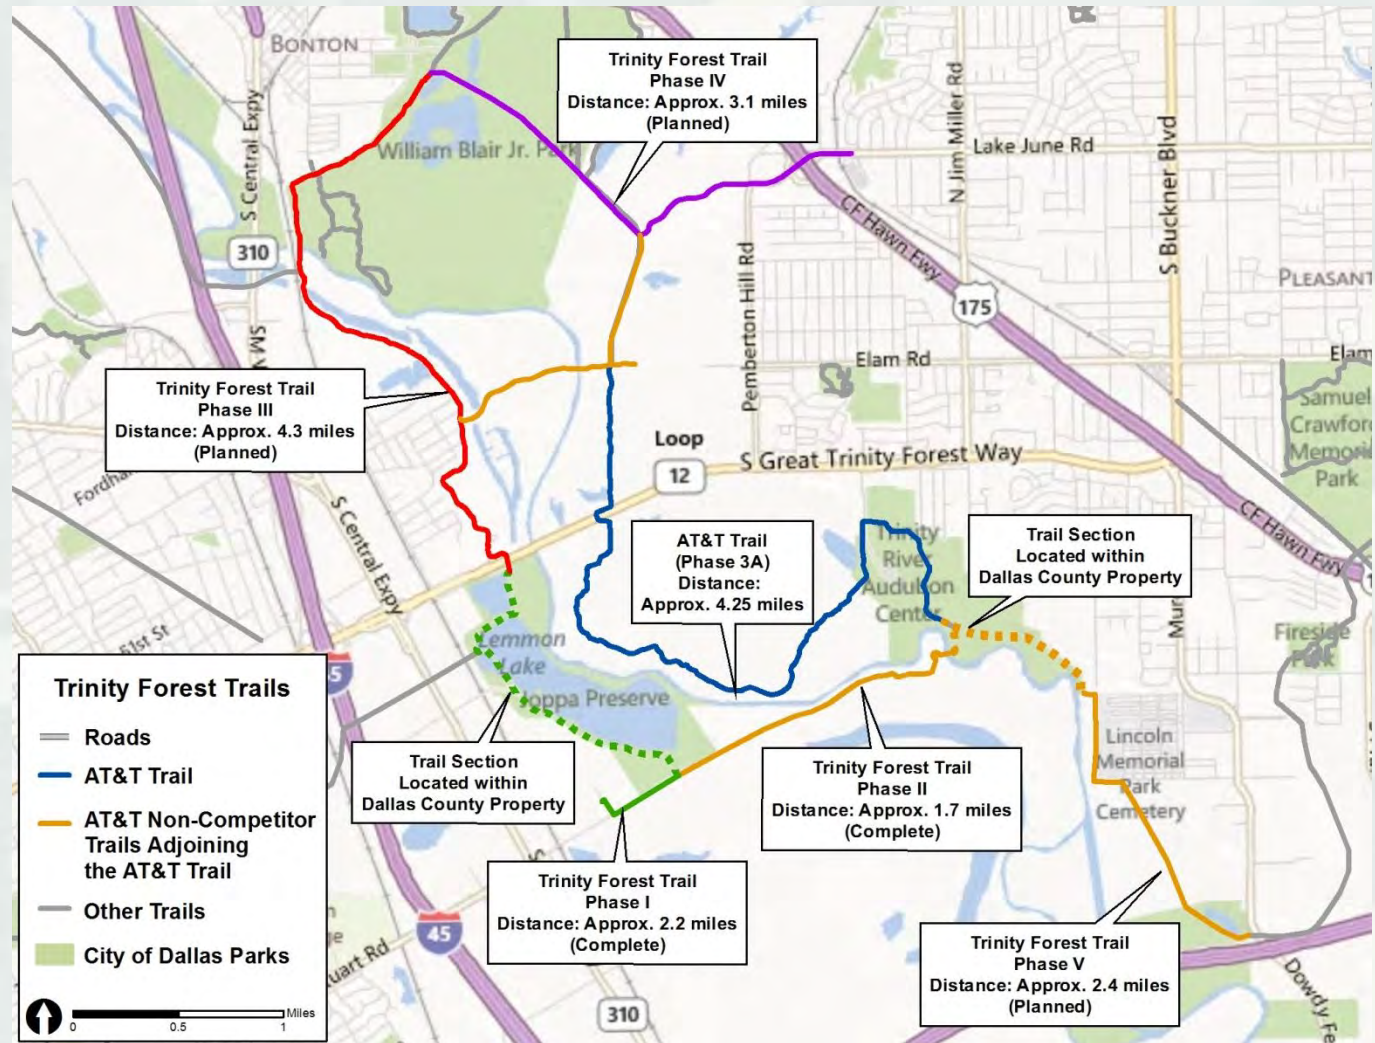 BONTON
S Central Expy
310
SM V
William Blair Jr. Park
Trinity Forest Trail
Phase IV
Distance: Approx. 3.1 miles
(Planned)
N Jim Miller Rd
Lake June Rd
S Buckner Blvd
CF Hawn Fwy
175
PLEASANT
Pemberton Hill Rd
Elam Rd
Elam
Samuel
Crawford
Memorial
Park
Trinity Forest Trail
Phase III
Distance: Approx. 4.3 miles
(Planned)
Fordha
Loop
12
S Great Trinity Forest Way
CF Hawn Fwy
S Central Expy
AT&T Trail
(Phase 3A)
Distance:
Approx. 4.25 miles
Trinity
River
Audubon
Center
Trail Section
Located within
Dallas County Property
Fireside
Park
51st St
Lemmon
Lake
Joppa Preserve
Trail Section
Located within
Dallas County Property
Trinity Forest Trail
Phase II
Distance: Approx. 1.7 miles
(Complete)
Lincoln
Memorial
Park
Cemetery
Trinity Forest Trail
Phase I
Distance: Approx. 2.2 miles
(Complete)
45
310
Trinity Forest Trail
Phase V
Distance: Approx. 2.4 miles
(Planned)
Dowdy Fe
Trinity Forest Trails
Roads
AT&T Trail
AT&T Non-Competitor
Trails Adjoining
the AT&T Trail
Other Trails
City of Dallas Parks
0 0.5 1 Miles